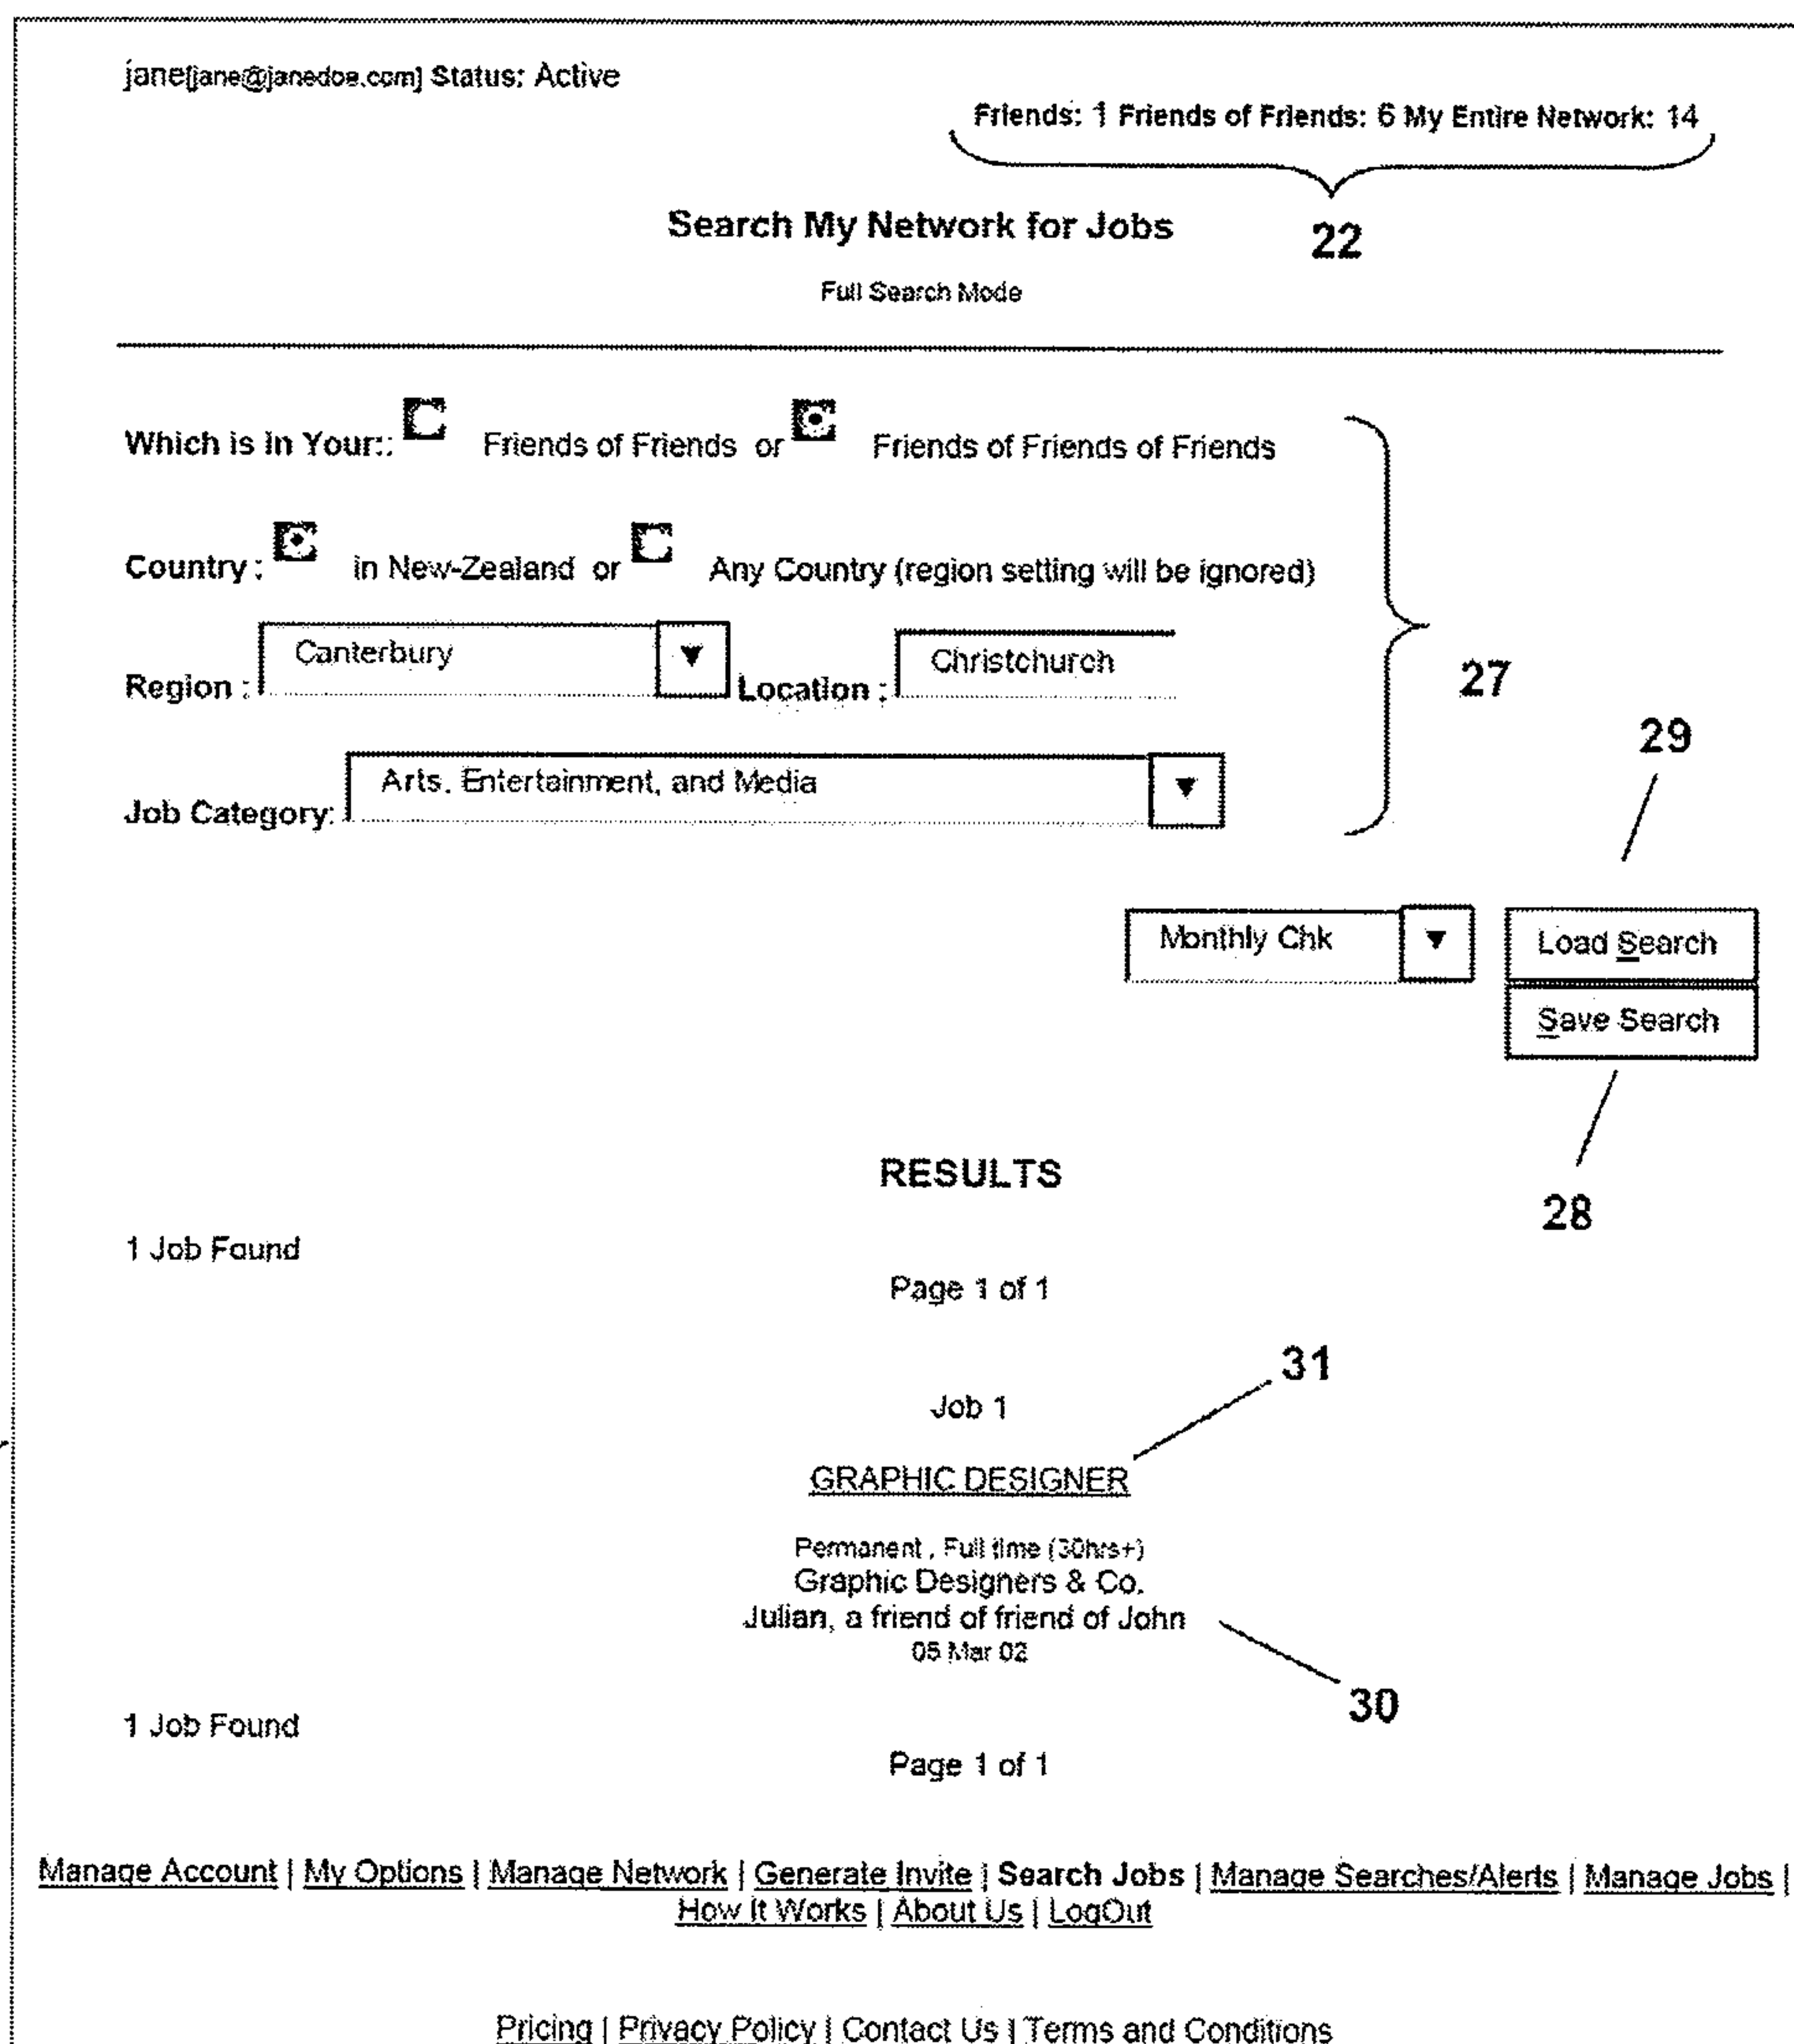 jane[jane@janedoe.com] Status: Active
Friends: 1 Friends of Friends: 6 My Entire Network: 14
22
Search My Network for Jobs
Full Search Mode
Which is In Your:: Friends of Friends or Friends of Friends of Friends
Country : in New-Zealand or Any Country (region setting will be ignored)
Region : Canterbury ▼ Location : Christchurch
27
29
Job Category: Arts, Entertainment, and Media ▼
Monthly Chk ▼ Load Search
Save Search
28
RESULTS
1 Job Found
Page 1 of 1
31
Job 1
GRAPHIC DESIGNER
Permanent , Full time (30hrs+)
Graphic Designers & Co.
Julian, a friend of friend of John
05 Mar 02
30
1 Job Found
Page 1 of 1
Manage Account | My Options | Manage Network | Generate Invite | Search Jobs | Manage Searches/Alerts | Manage Jobs |
How It Works | About Us | LogOut
Pricing | Privacy Policy | Contact Us | Terms and Conditions